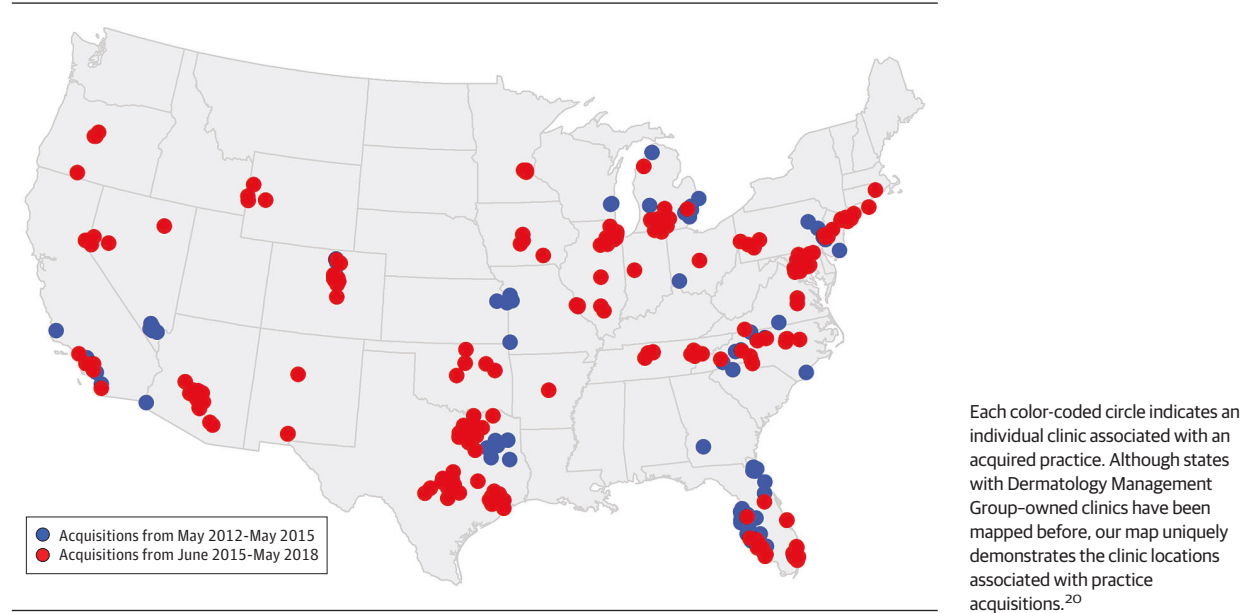 Acquisitions from May 2012-May 2015
Acquisitions from June 2015-May 2018
Each color-coded circle indicates an
individual clinic associated with an
acquired practice. Although states
with Dermatology Management
Group–owned clinics have been
mapped before, our map uniquely
demonstrates the clinic locations
associated with practice
acquisitions.20